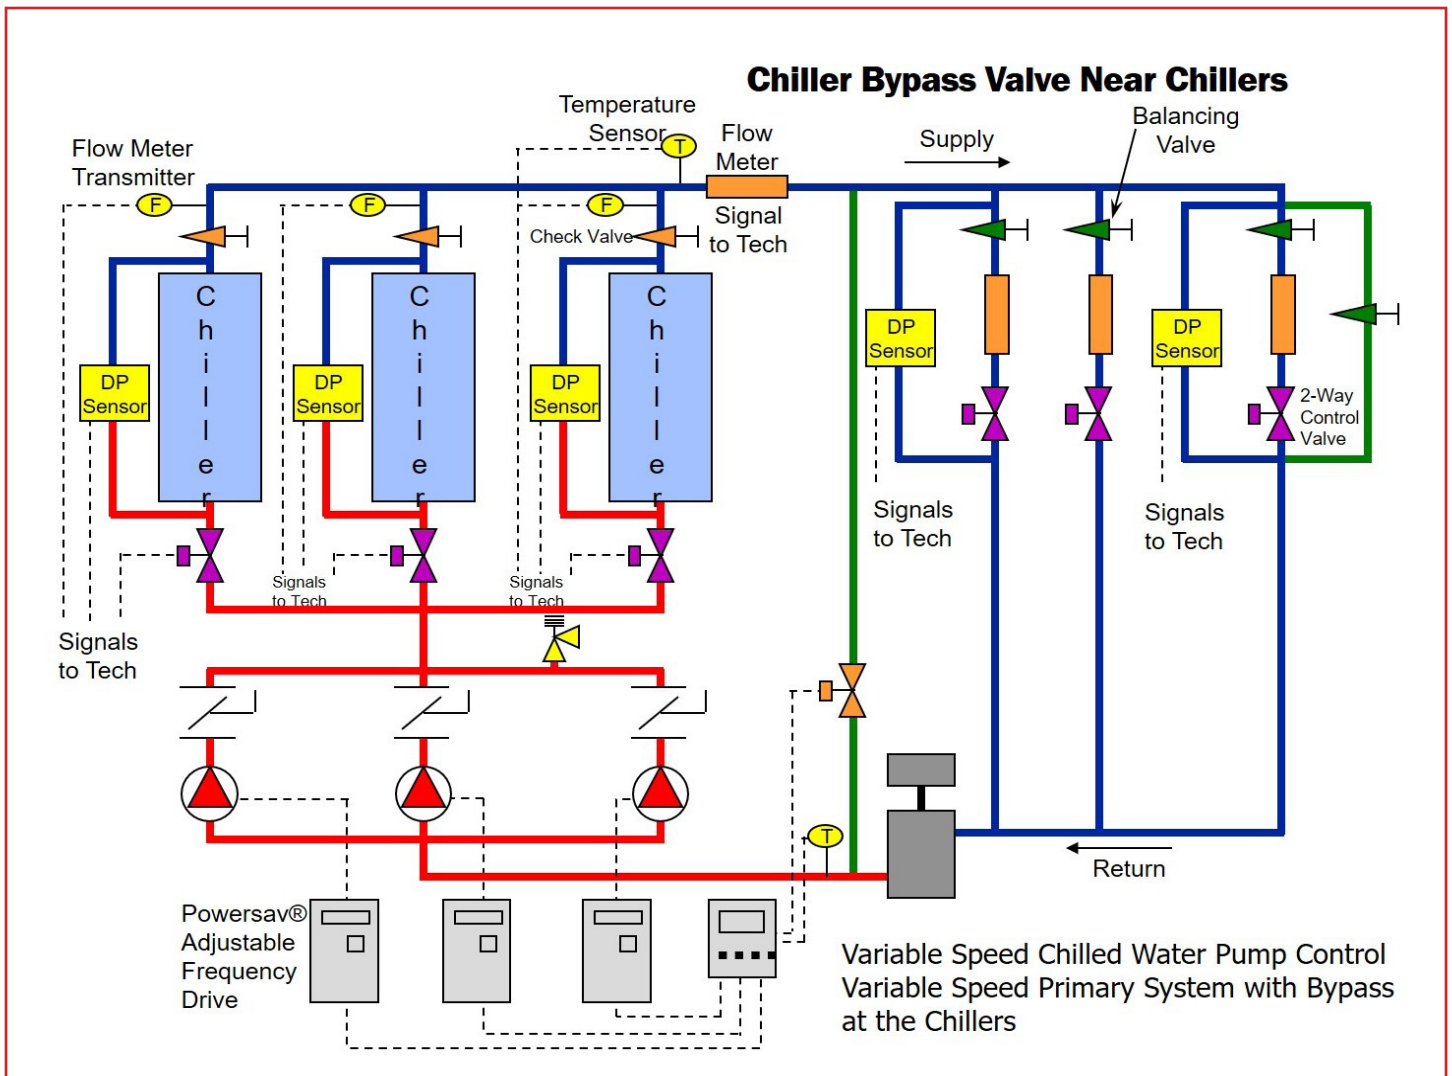 Chiller Bypass Valve Near Chillers
Temperature
Sensor
T
Flow
Meter
Signal
to Tech
Supply
Balancing
Valve
Flow Meter
Transmitter
F
F
F
Check Valve
Chiller
Chiller
Chiller
DP
Sensor
DP
Sensor
DP
Sensor
DP
Sensor
DP
Sensor
2-Way
Control
Valve
Signals
to Tech
Signals
to Tech
Signals
to Tech
Signals
to Tech
Signals
to Tech
T
Return
Powersav®
Adjustable
Frequency
Drive
Variable Speed Chilled Water Pump Control
Variable Speed Primary System with Bypass
at the Chillers